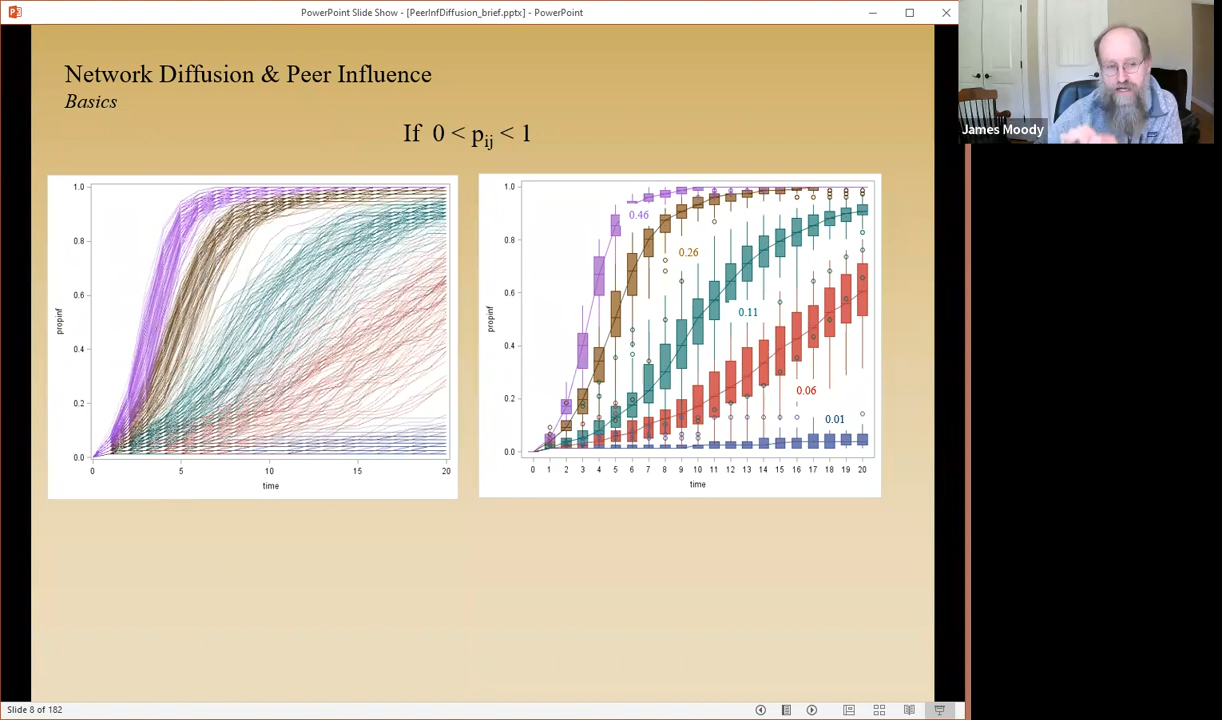 PowerPoint Slide Show - [PeerInfDiffusion_brief.pptx] - PowerPoint
Network Diffusion & Peer Influence
Basics
If 0 < pij < 1
1.0
0.8
0.6
0.4
0.2
0.0
propinf
0 5 10 15 20
time
1.0
0.8
0.6
0.4
0.2
0.0
propinf
0.46
0.26
0.11
0.06
0.01
0 1 2 3 4 5 6 7 8 9 10 11 12 13 14 15 16 17 18 19 20
time
James Moody
Slide 8 of 182